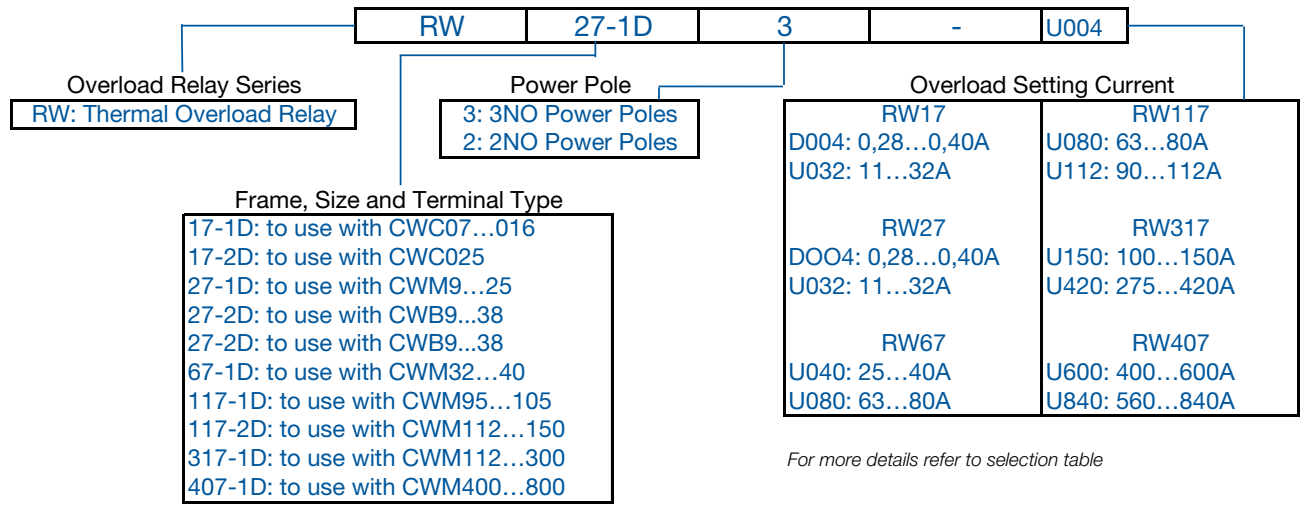 RW 27-1D 3 - U004
Overload Relay Series
RW: Thermal Overload Relay
Power Pole
3: 3NO Power Poles
2: 2NO Power Poles
Frame, Size and Terminal Type
17-1D: to use with CWC07…016
17-2D: to use with CWC025
27-1D: to use with CWM9…25
27-2D: to use with CWB9...38
27-2D: to use with CWB9...38
67-1D: to use with CWM32…40
117-1D: to use with CWM95…105
117-2D: to use with CWM112…150
317-1D: to use with CWM112…300
407-1D: to use with CWM400…800
Overload Setting Current
RW17
D004: 0,28…0,40A
U032: 11…32A
RW27
DOO4: 0,28…0,40A
U032: 11…32A
RW67
U040: 25…40A
U080: 63…80A
RW117
U080: 63…80A
U112: 90…112A
RW317
U150: 100…150A
U420: 275…420A
RW407
U600: 400…600A
U840: 560…840A
For more details refer to selection table